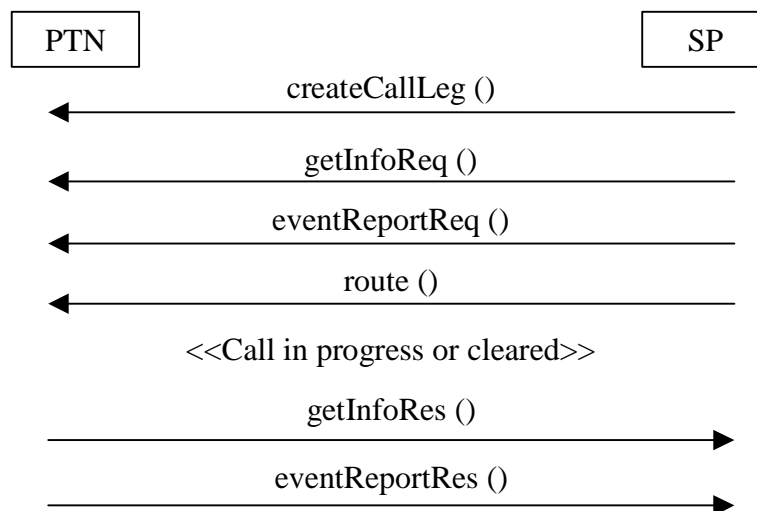 PTN
SP
createCallLeg ()
getInfoReq ()
eventReportReq ()
route ()
<<Call in progress or cleared>>
getInfoRes ()
eventReportRes ()